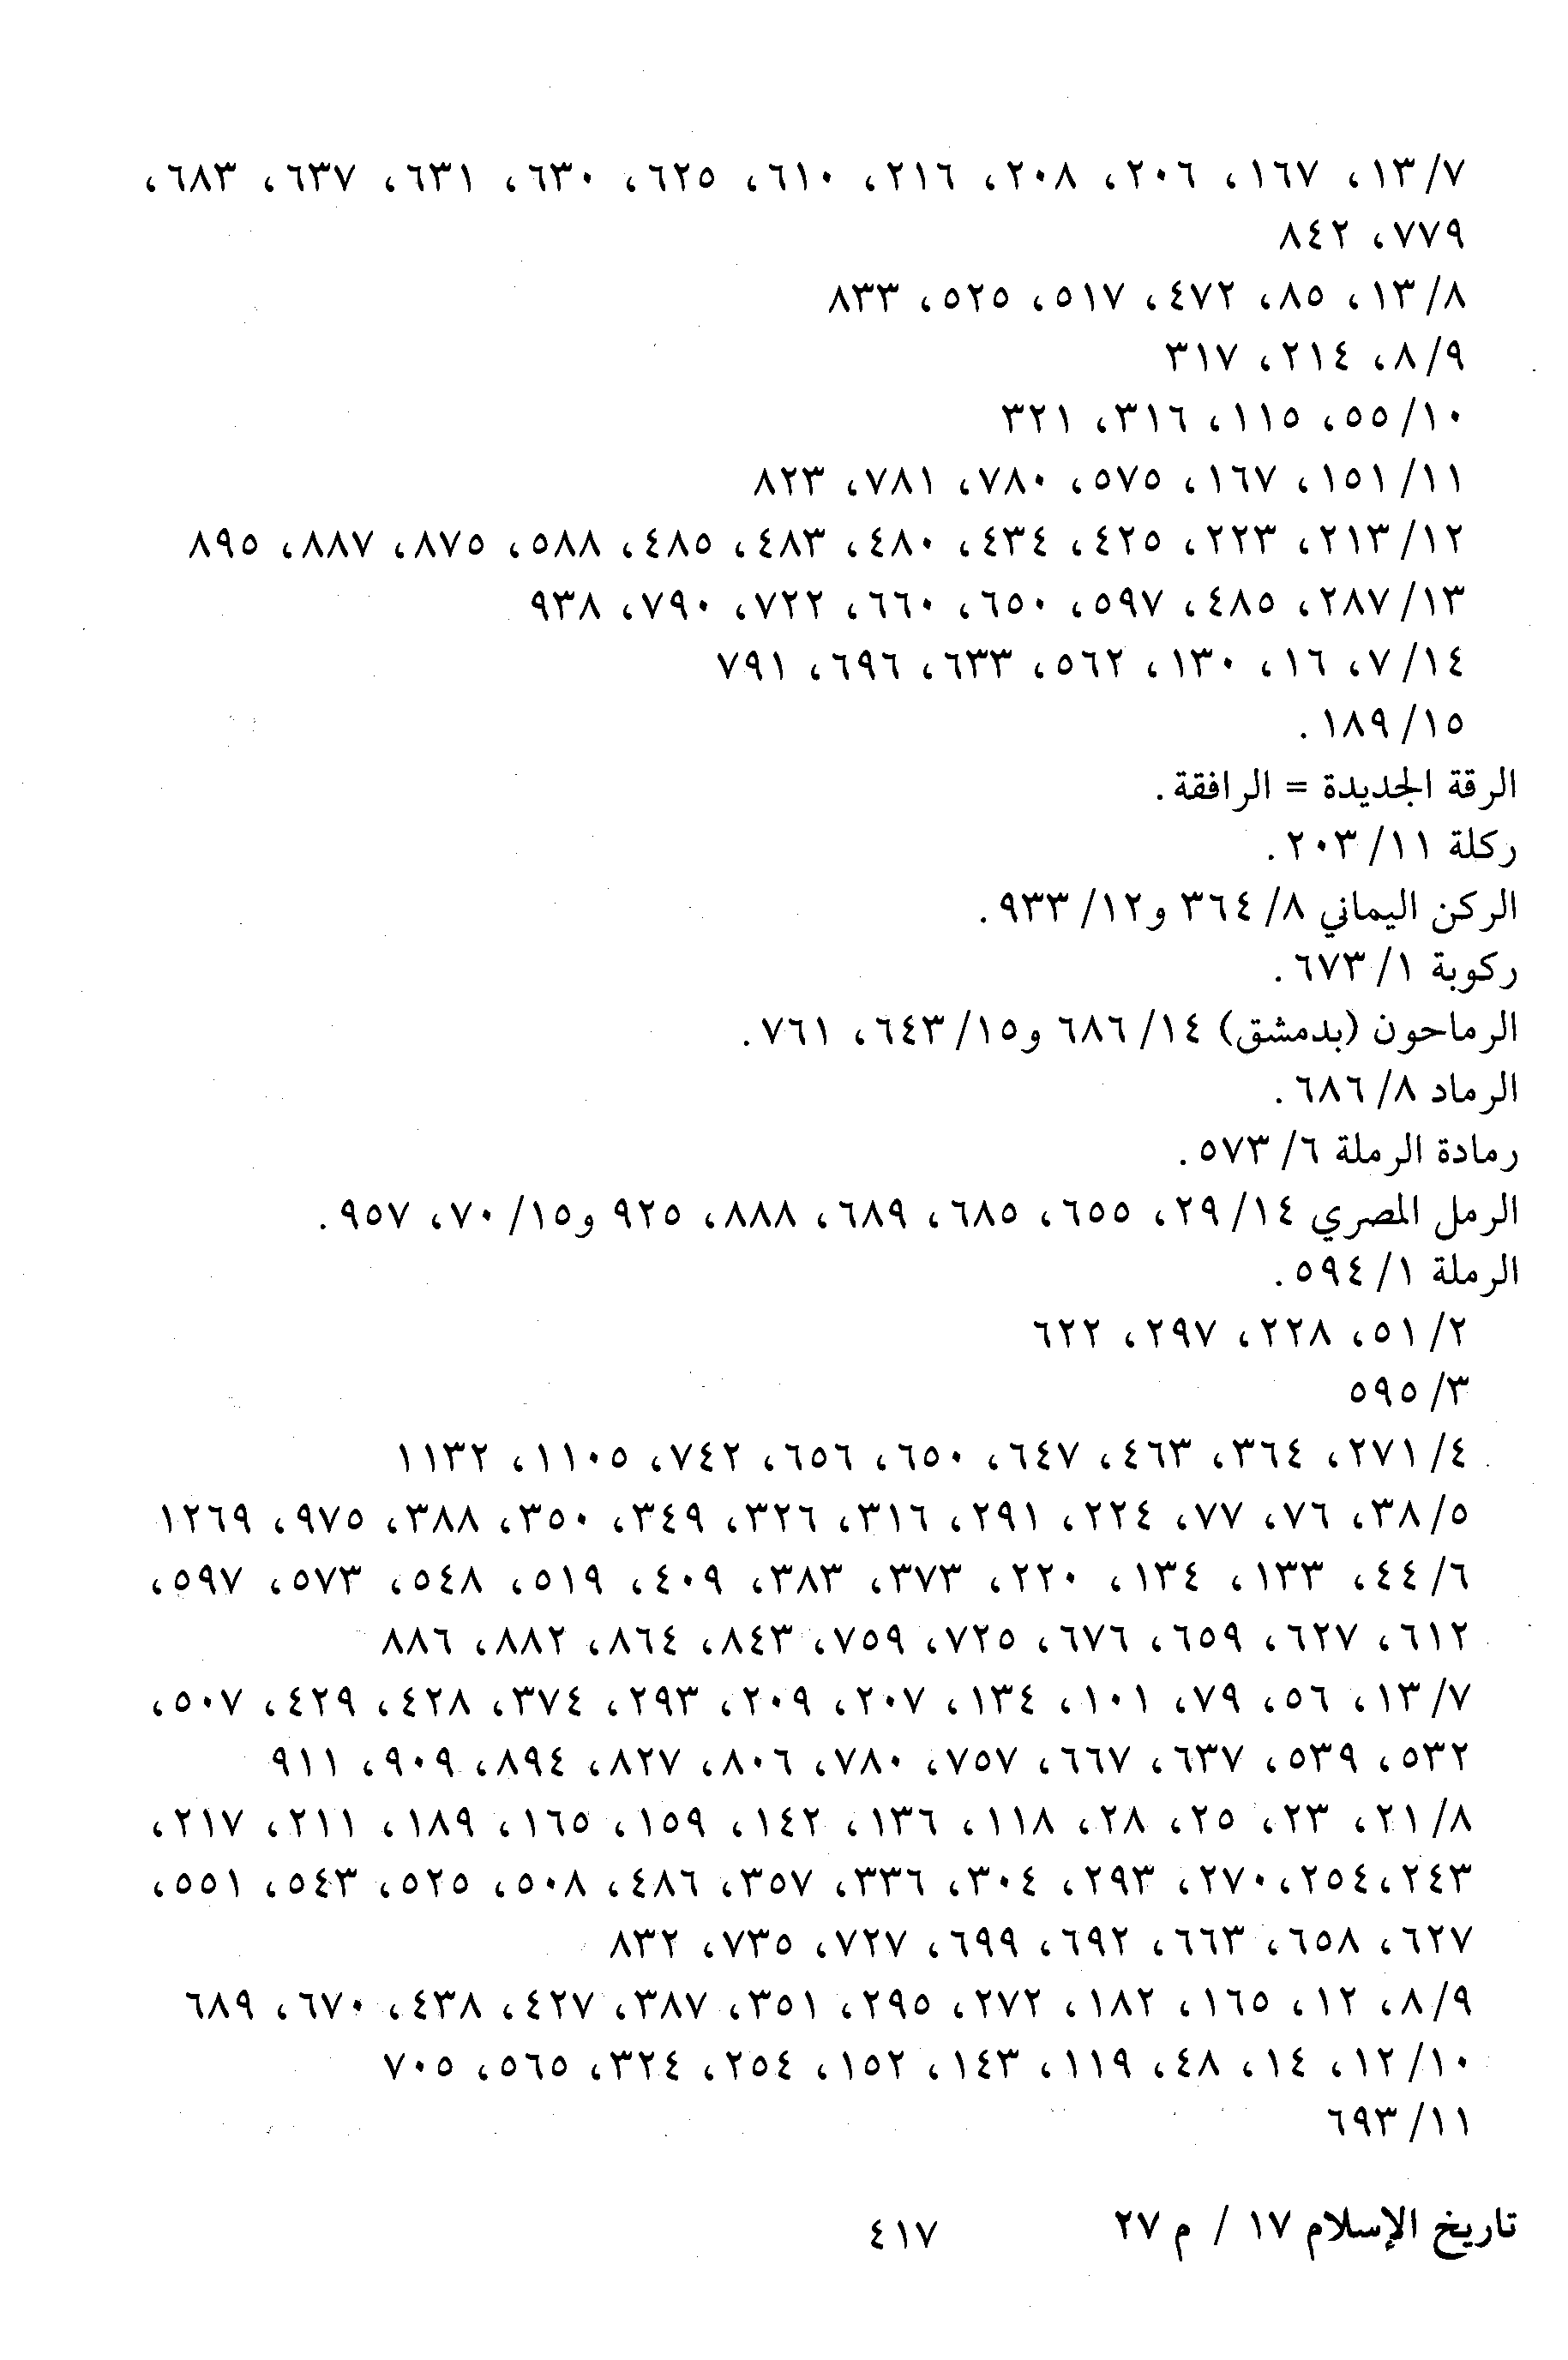 ٧/ ١٣، ١٦٧، ٢٠٦، ٢٠٨، ٢١٦، ٦١٠، ٦٢٥، ٦٣٠، ٦٣١، ٦٣٧، ٦٨٣،
٧٧٩، ٨٤٢
٨/ ١٣، ٨٥، ٤٧٢، ٥١٧، ٥٢٥، ٨٣٣
٩/ ٨، ٢١٤، ٣١٧
١٠/ ٥٥، ١١٥، ٣١٦، ٣٢١
١١/ ١٥١، ١٦٧، ٥٧٥، ٧٨٠، ٧٨١، ٨٢٣
١٢/ ٢١٣، ٢٢٣، ٤٢٥، ٤٣٤، ٤٨٠، ٤٨٣، ٤٨٥، ٥٨٨، ٨٧٥، ٨٨٧، ٨٩٥
١٣/ ٢٨٧، ٤٨٥، ٥٩٧، ٦٥٠، ٦٦٠، ٧٢٢، ٧٩٠، ٩٣٨
١٤/ ٧، ١٦، ١٣٠، ٥٦٢، ٦٣٣، ٦٩٦، ٧٩١
١٥/ ١٨٩.
الرقة الجديدة = الرافقة.
ركلة ١١/ ٢٠٣.
الركن اليماني ٨/ ٣٦٤ و١٢/ ٩٣٣.
ركوبة ١/ ٦٧٣.
الرماحون (بدمشق) ١٤/ ٦٨٦ و١٥/ ٦٤٣، ٧٦١.
الرماد ٨/ ٦٨٦.
رمادة الرملة ٦/ ٥٧٣.
الرمل المصري ١٤/ ٢٩، ٦٥٥، ٦٨٥، ٦٨٩، ٨٨٨، ٩٢٥ و١٥/ ٧٠، ٩٥٧.
الرملة ١/ ٥٩٤.
٢/ ٥١، ٢٢٨، ٢٩٧، ٦٢٢
٣/ ٥٩٥
٤/ ٢٧١، ٣٦٤، ٤٦٣، ٦٤٧، ٦٥٠، ٦٥٦، ٧٤٢، ١١٠٥، ١١٣٢
٥/ ٣٨، ٧٦، ٧٧، ٢٢٤، ٢٩١، ٣١٦، ٣٢٦، ٣٤٩، ٣٥٠، ٣٨٨، ٩٧٥، ١٢٦٩
٦/ ٤٤، ١٣٣، ١٣٤، ٢٢٠، ٣٧٣، ٣٨٣، ٤٠٩، ٥١٩، ٥٤٨، ٥٧٣، ٥٩٧،
٦١٢، ٦٢٧، ٦٥٩، ٦٧٦، ٧٢٥، ٧٥٩، ٨٤٣، ٨٦٤، ٨٨٢، ٨٨٦
٧/ ١٣، ٥٦، ٧٩، ١٠١، ١٣٤، ٢٠٧، ٢٠٩، ٢٩٣، ٣٧٤، ٤٢٨، ٤٢٩، ٥٠٧،
٥٣٢، ٥٣٩، ٦٣٧، ٦٦٧، ٧٥٧، ٧٨٠، ٨٠٦، ٨٢٧، ٨٩٤، ٩٠٩، ٩١١
٨/ ٢١، ٢٣، ٢٥، ٢٨، ١١٨، ١٣٦، ١٤٢، ١٥٩، ١٦٥، ١٨٩، ٢١١، ٢١٧،
٢٤٣، ٢٥٤، ٢٧٠، ٢٩٣، ٣٠٤، ٣٣٦، ٣٥٧، ٤٨٦، ٥٠٨، ٥٢٥، ٥٤٣، ٥٥١،
٦٢٧، ٦٥٨، ٦٦٣، ٦٩٢، ٦٩٩، ٧٢٧، ٧٣٥، ٨٣٢
٩/ ٨، ١٢، ١٦٥، ١٨٢، ٢٧٢، ٢٩٥، ٣٥١، ٣٨٧، ٤٢٧، ٤٣٨، ٦٧٠، ٦٨٩
١٠/ ١٢، ١٤، ٤٨، ١١٩، ١٤٣، ١٥٢، ٢٥٤، ٣٢٤، ٥٦٥، ٧٠٥
١١/ ٦٩٣
تاريخ الإسلام ١٧ / م ٢٧
٤١٧